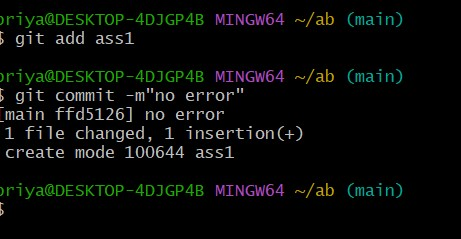 priya@DESKTOP-4DJGP4B MINGW64 ~/ab (main)
$ git add ass1
priya@DESKTOP-4DJGP4B MINGW64 ~/ab (main)
$ git commit -m"no error"
[main ffd5126] no error
1 file changed, 1 insertion(+)
create mode 100644 ass1
priya@DESKTOP-4DJGP4B MINGW64 ~/ab (main)
$